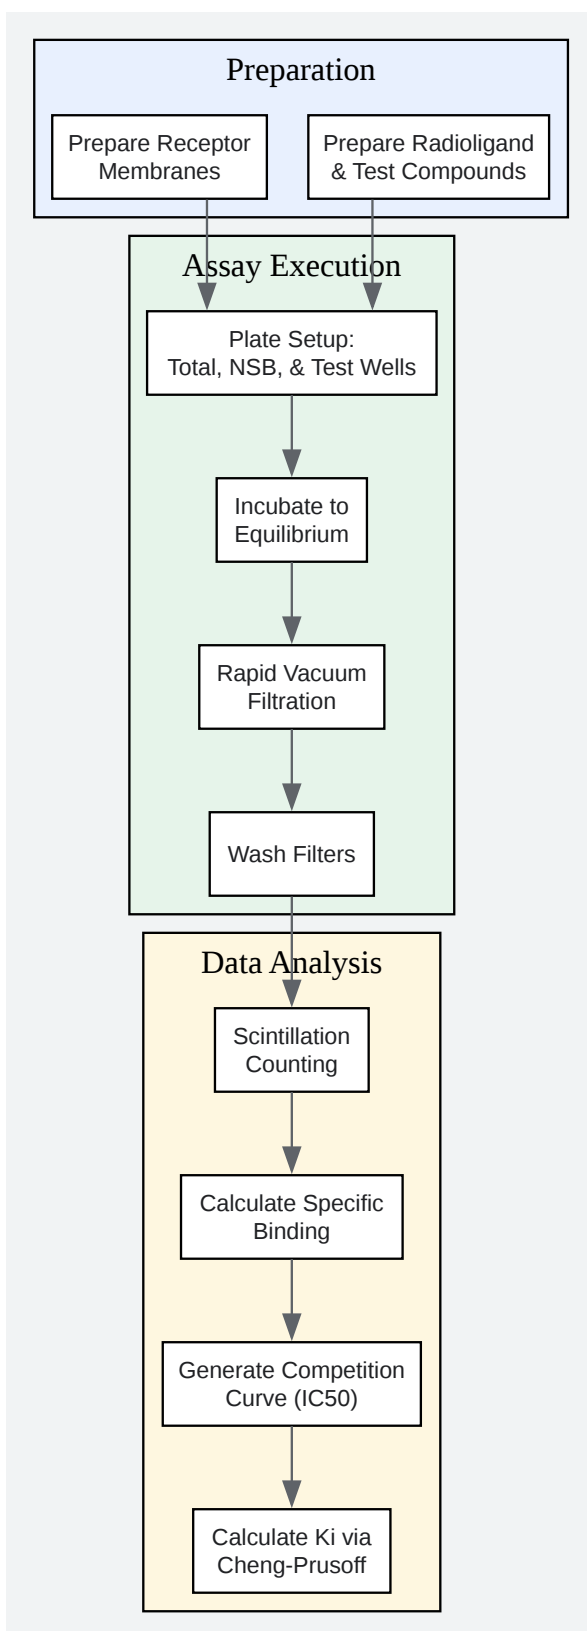 Preparation
Prepare Receptor
Membranes
Prepare Radioligand
& Test Compounds
Assay Execution
Plate Setup:
Total, NSB, & Test Wells
Incubate to
Equilibrium
Rapid Vacuum
Filtration
Wash Filters
Data Analysis
Scintillation
Counting
Calculate Specific
Binding
Generate Competition
Curve (IC50)
Calculate Ki via
Cheng-Prusoff